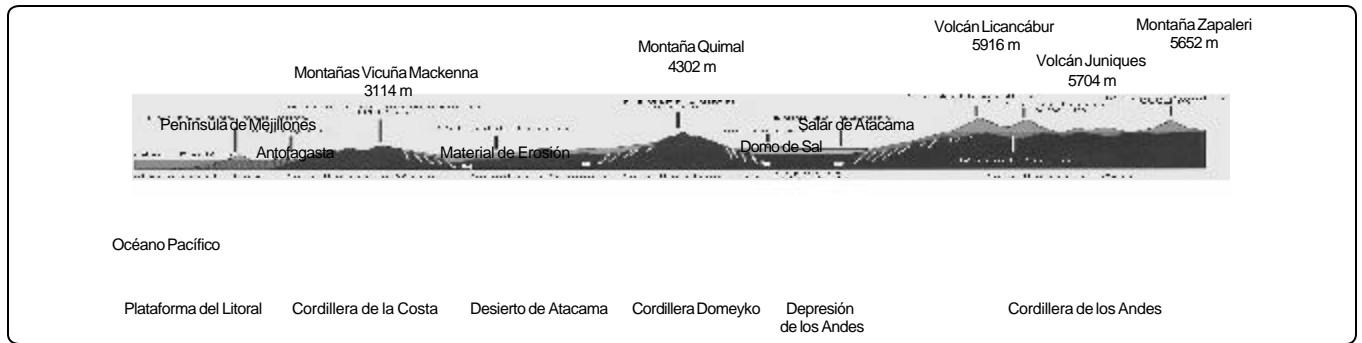 Volcán Licancábur
5916 m
Montaña Zapaleri
5652 m
Montaña Quimal
4302 m
Volcán Juniques
5704 m
Montañas Vicuña Mackenna
3114 m
Península de Mejillones
Salar de Atacama
Antofagasta
Material de Erosión
Domo de Sal
Océano Pacífico
Plataforma del Litoral
Cordillera de la Costa
Desierto de Atacama
Cordillera Domeyko
Depresión
de los Andes
Cordillera de los Andes